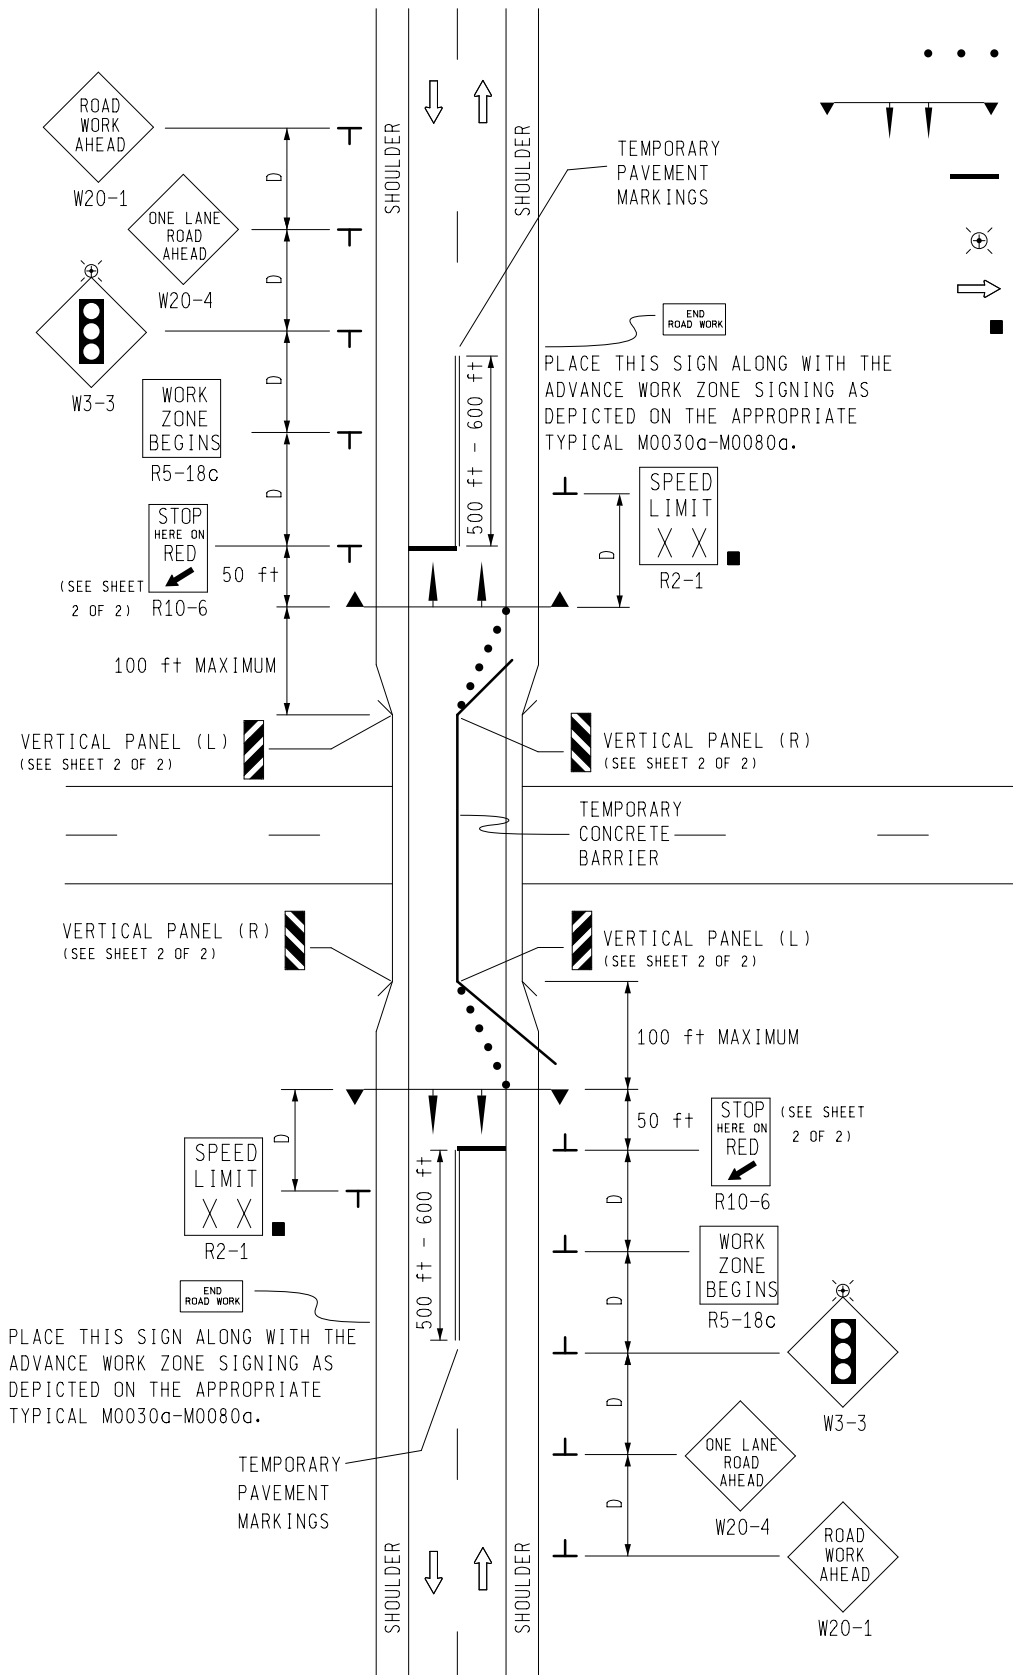 SHOULDER
SHOULDER
ROAD
WORK
AHEAD
W20-1
D
TEMPORARY
PAVEMENT
MARKINGS
ONE LANE
ROAD
AHEAD
W20-4
D
W3-3
D
END
ROAD WORK
PLACE THIS SIGN ALONG WITH THE
ADVANCE WORK ZONE SIGNING AS
DEPICTED ON THE APPROPRIATE
TYPICAL M0030a-M0080a.
WORK
ZONE
BEGINS
R5-18c
D
500 ft - 600 ft
SPEED
LIMIT
X X
R2-1
D
STOP
HERE ON
RED
R10-6
(SEE SHEET
2 OF 2)
50 ft
100 ft MAXIMUM
VERTICAL PANEL (L)
(SEE SHEET 2 OF 2)
VERTICAL PANEL (R)
(SEE SHEET 2 OF 2)
TEMPORARY
CONCRETE
BARRIER
VERTICAL PANEL (R)
(SEE SHEET 2 OF 2)
VERTICAL PANEL (L)
(SEE SHEET 2 OF 2)
100 ft MAXIMUM
50 ft
STOP
HERE ON
RED
R10-6
(SEE SHEET
2 OF 2)
D
SPEED
LIMIT
X X
R2-1
500 ft - 600 ft
D
WORK
ZONE
BEGINS
R5-18c
END
ROAD WORK
PLACE THIS SIGN ALONG WITH THE
ADVANCE WORK ZONE SIGNING AS
DEPICTED ON THE APPROPRIATE
TYPICAL M0030a-M0080a.
D
W3-3
D
TEMPORARY
PAVEMENT
MARKINGS
ONE LANE
ROAD
AHEAD
W20-4
D
ROAD
WORK
AHEAD
W20-1
SHOULDER
SHOULDER